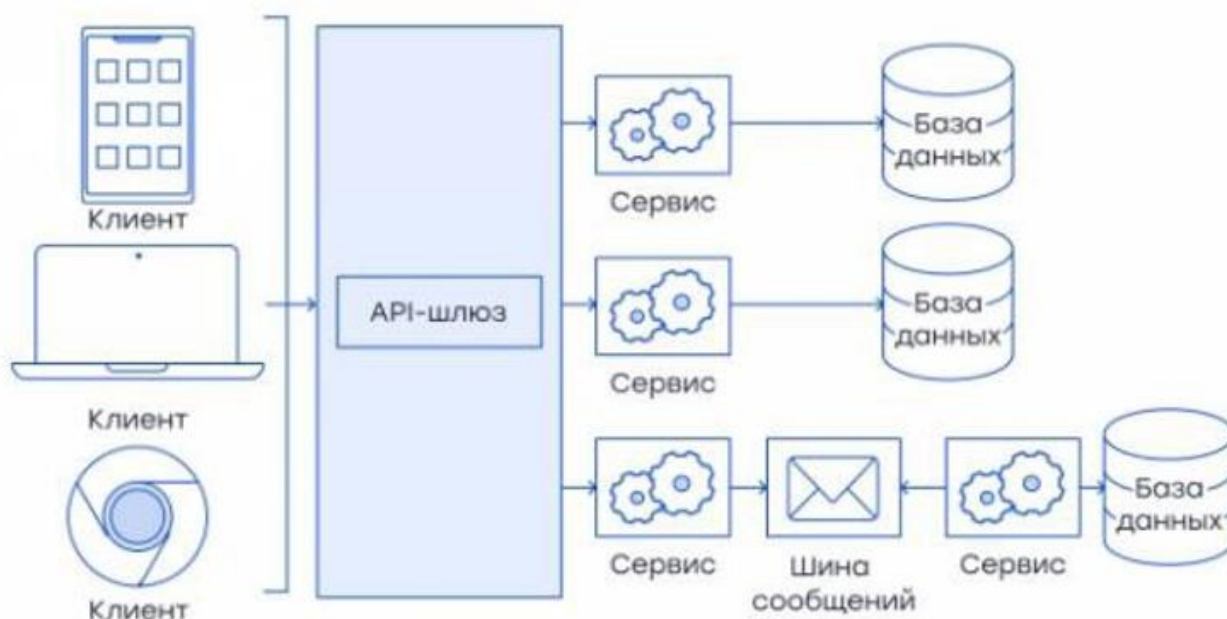 Клиент
Клиент
Клиент
API-шлюз
Сервис
База
данных
Сервис
База
данных
Сервис
Шина
сообщений
Сервис
База
данных